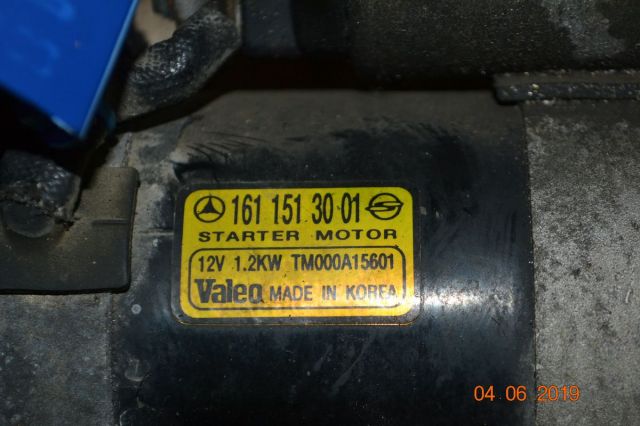 161 151 30 01
STARTER MOTOR
12V 1.2KW TM000A15601
Valeo MADE IN KOREA
04 06 2019